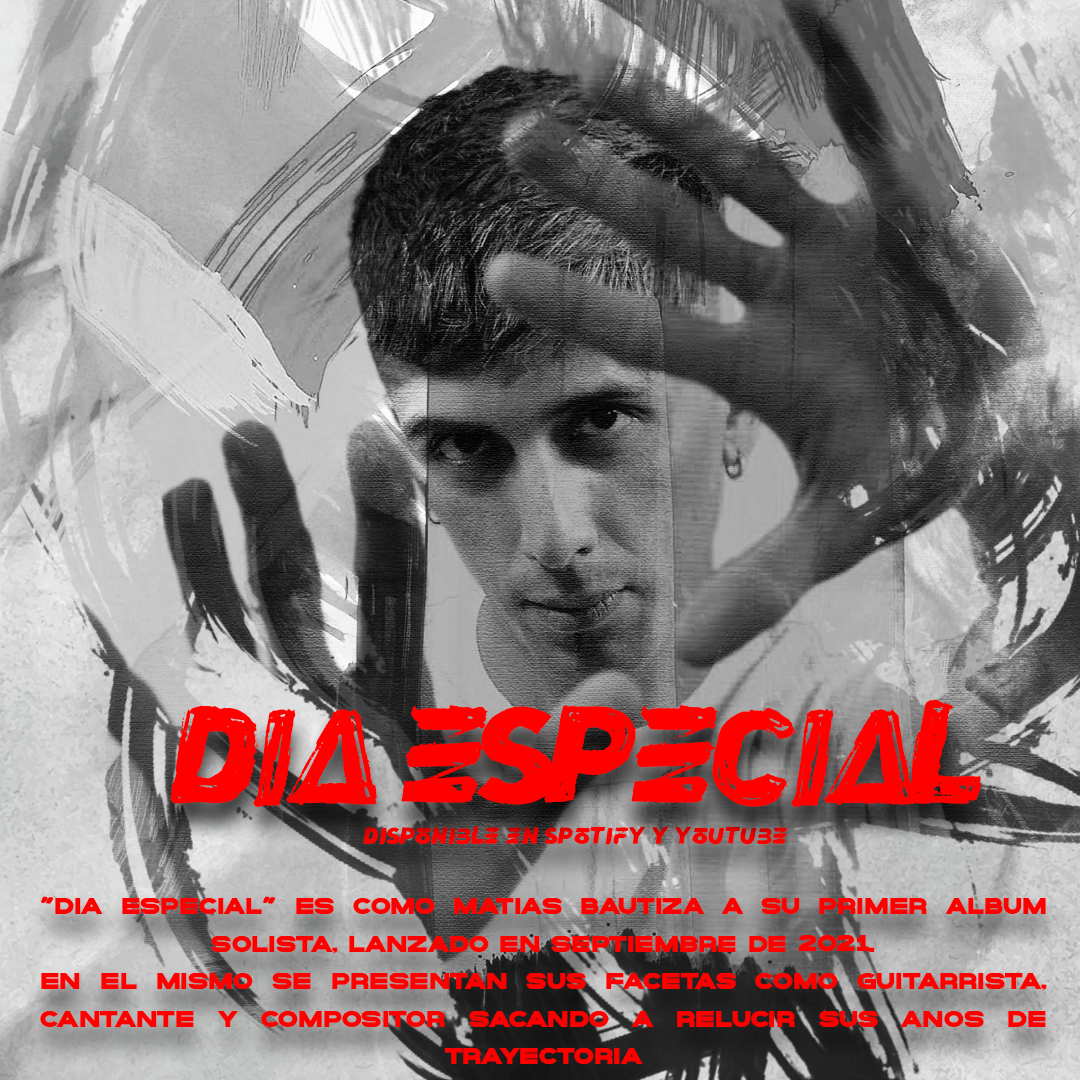 DIA ESPECIAL
DISPONIBLE EN SPOTIFY Y YOUTUBE
"DIA ESPECIAL" ES COMO MATIAS BAUTIZA A SU PRIMER ALBUM
SOLISTA, LANZADO EN SEPTIEMBRE DE 2021
EN EL MISMO SE PRESENTAN SUS FACETAS COMO GUITARRISTA,
CANTANTE Y COMPOSITOR SACANDO A RELUCIR SUS ANOS DE
TRAYECTORIA